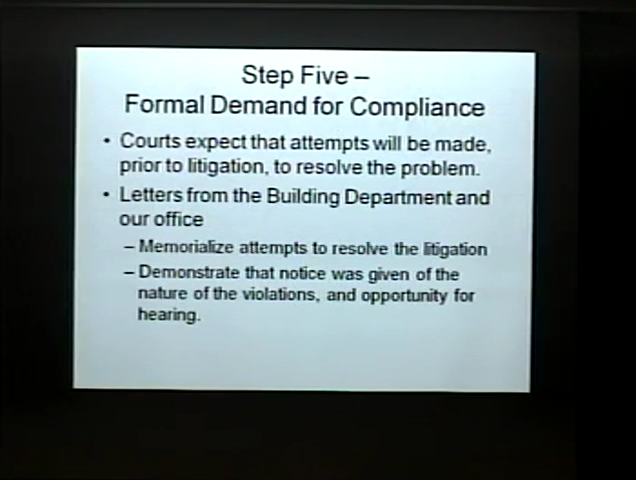 Step Five –
Formal Demand for Compliance
• Courts expect that attempts will be made,
prior to litigation, to resolve the problem.
• Letters from the Building Department and
our office
– Memorialize attempts to resolve the litigation
– Demonstrate that notice was given of the
nature of the violations, and opportunity for
hearing.